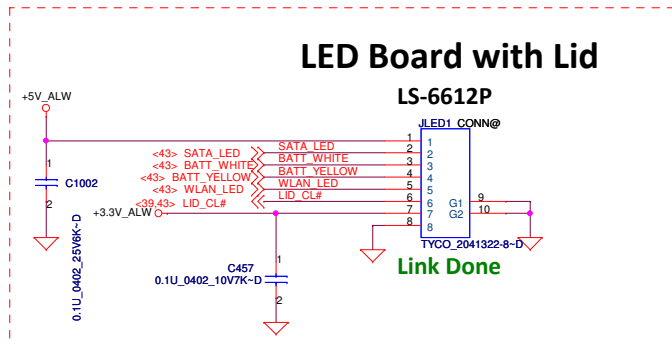 LED Board with Lid
LS-6612P
+5V_ALW
JLED1 CONN@
1
2
C1002
0.1U_0402_25V6K~D
<43> SATA_LED
<43> BATT_WHITE
<43> BATT_YELLOW
<43> WLAN_LED
<39,43> LID_CL#
+3.3V_ALW
SATA_LED
BATT_WHITE
BATT_YELLOW
WLAN_LED
LID_CL#
1 1
2 2
3 3
4 4
5 5
6 6
7 7
8 8
G1 9
G2 10
TYCO_2041322-8~D
Link Done
1
2
C457
0.1U_0402_10V7K~D